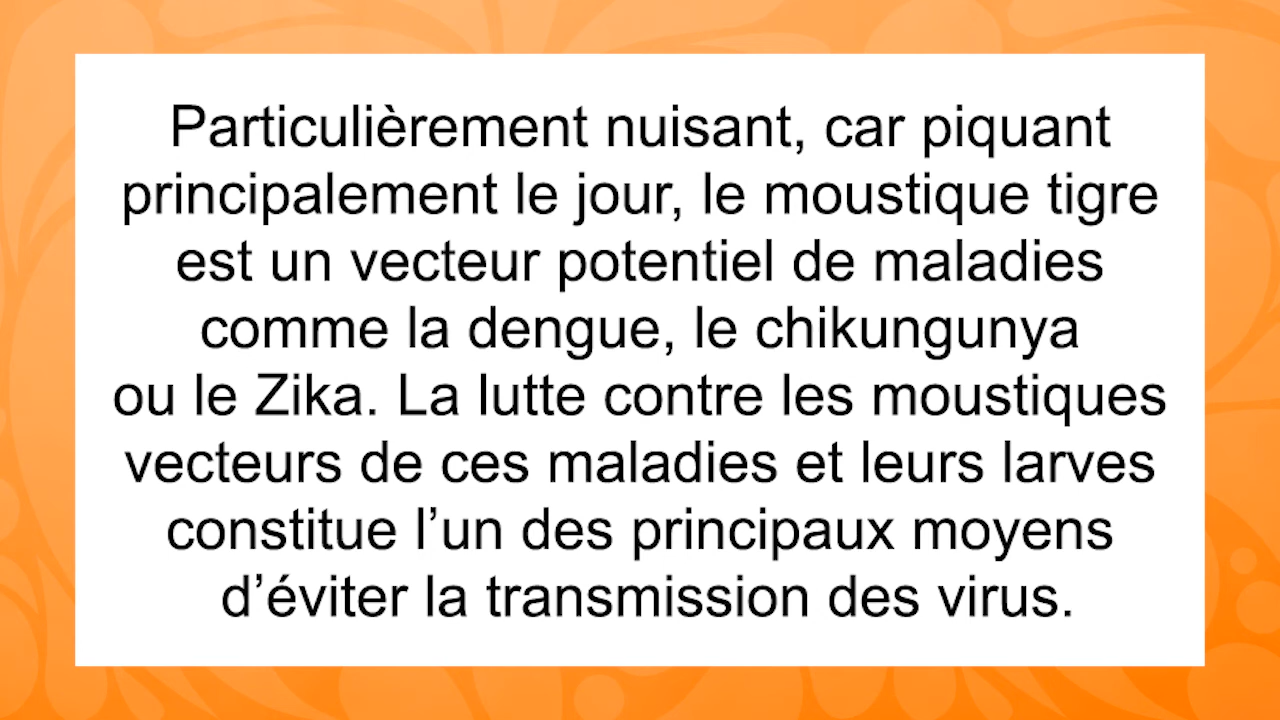 Particulièrement nuisant, car piquant
principalement le jour, le moustique tigre
est un vecteur potentiel de maladies
comme la dengue, le chikungunya
ou le Zika. La lutte contre les moustiques
vecteurs de ces maladies et leurs larves
constitue l’un des principaux moyens
d’éviter la transmission des virus.